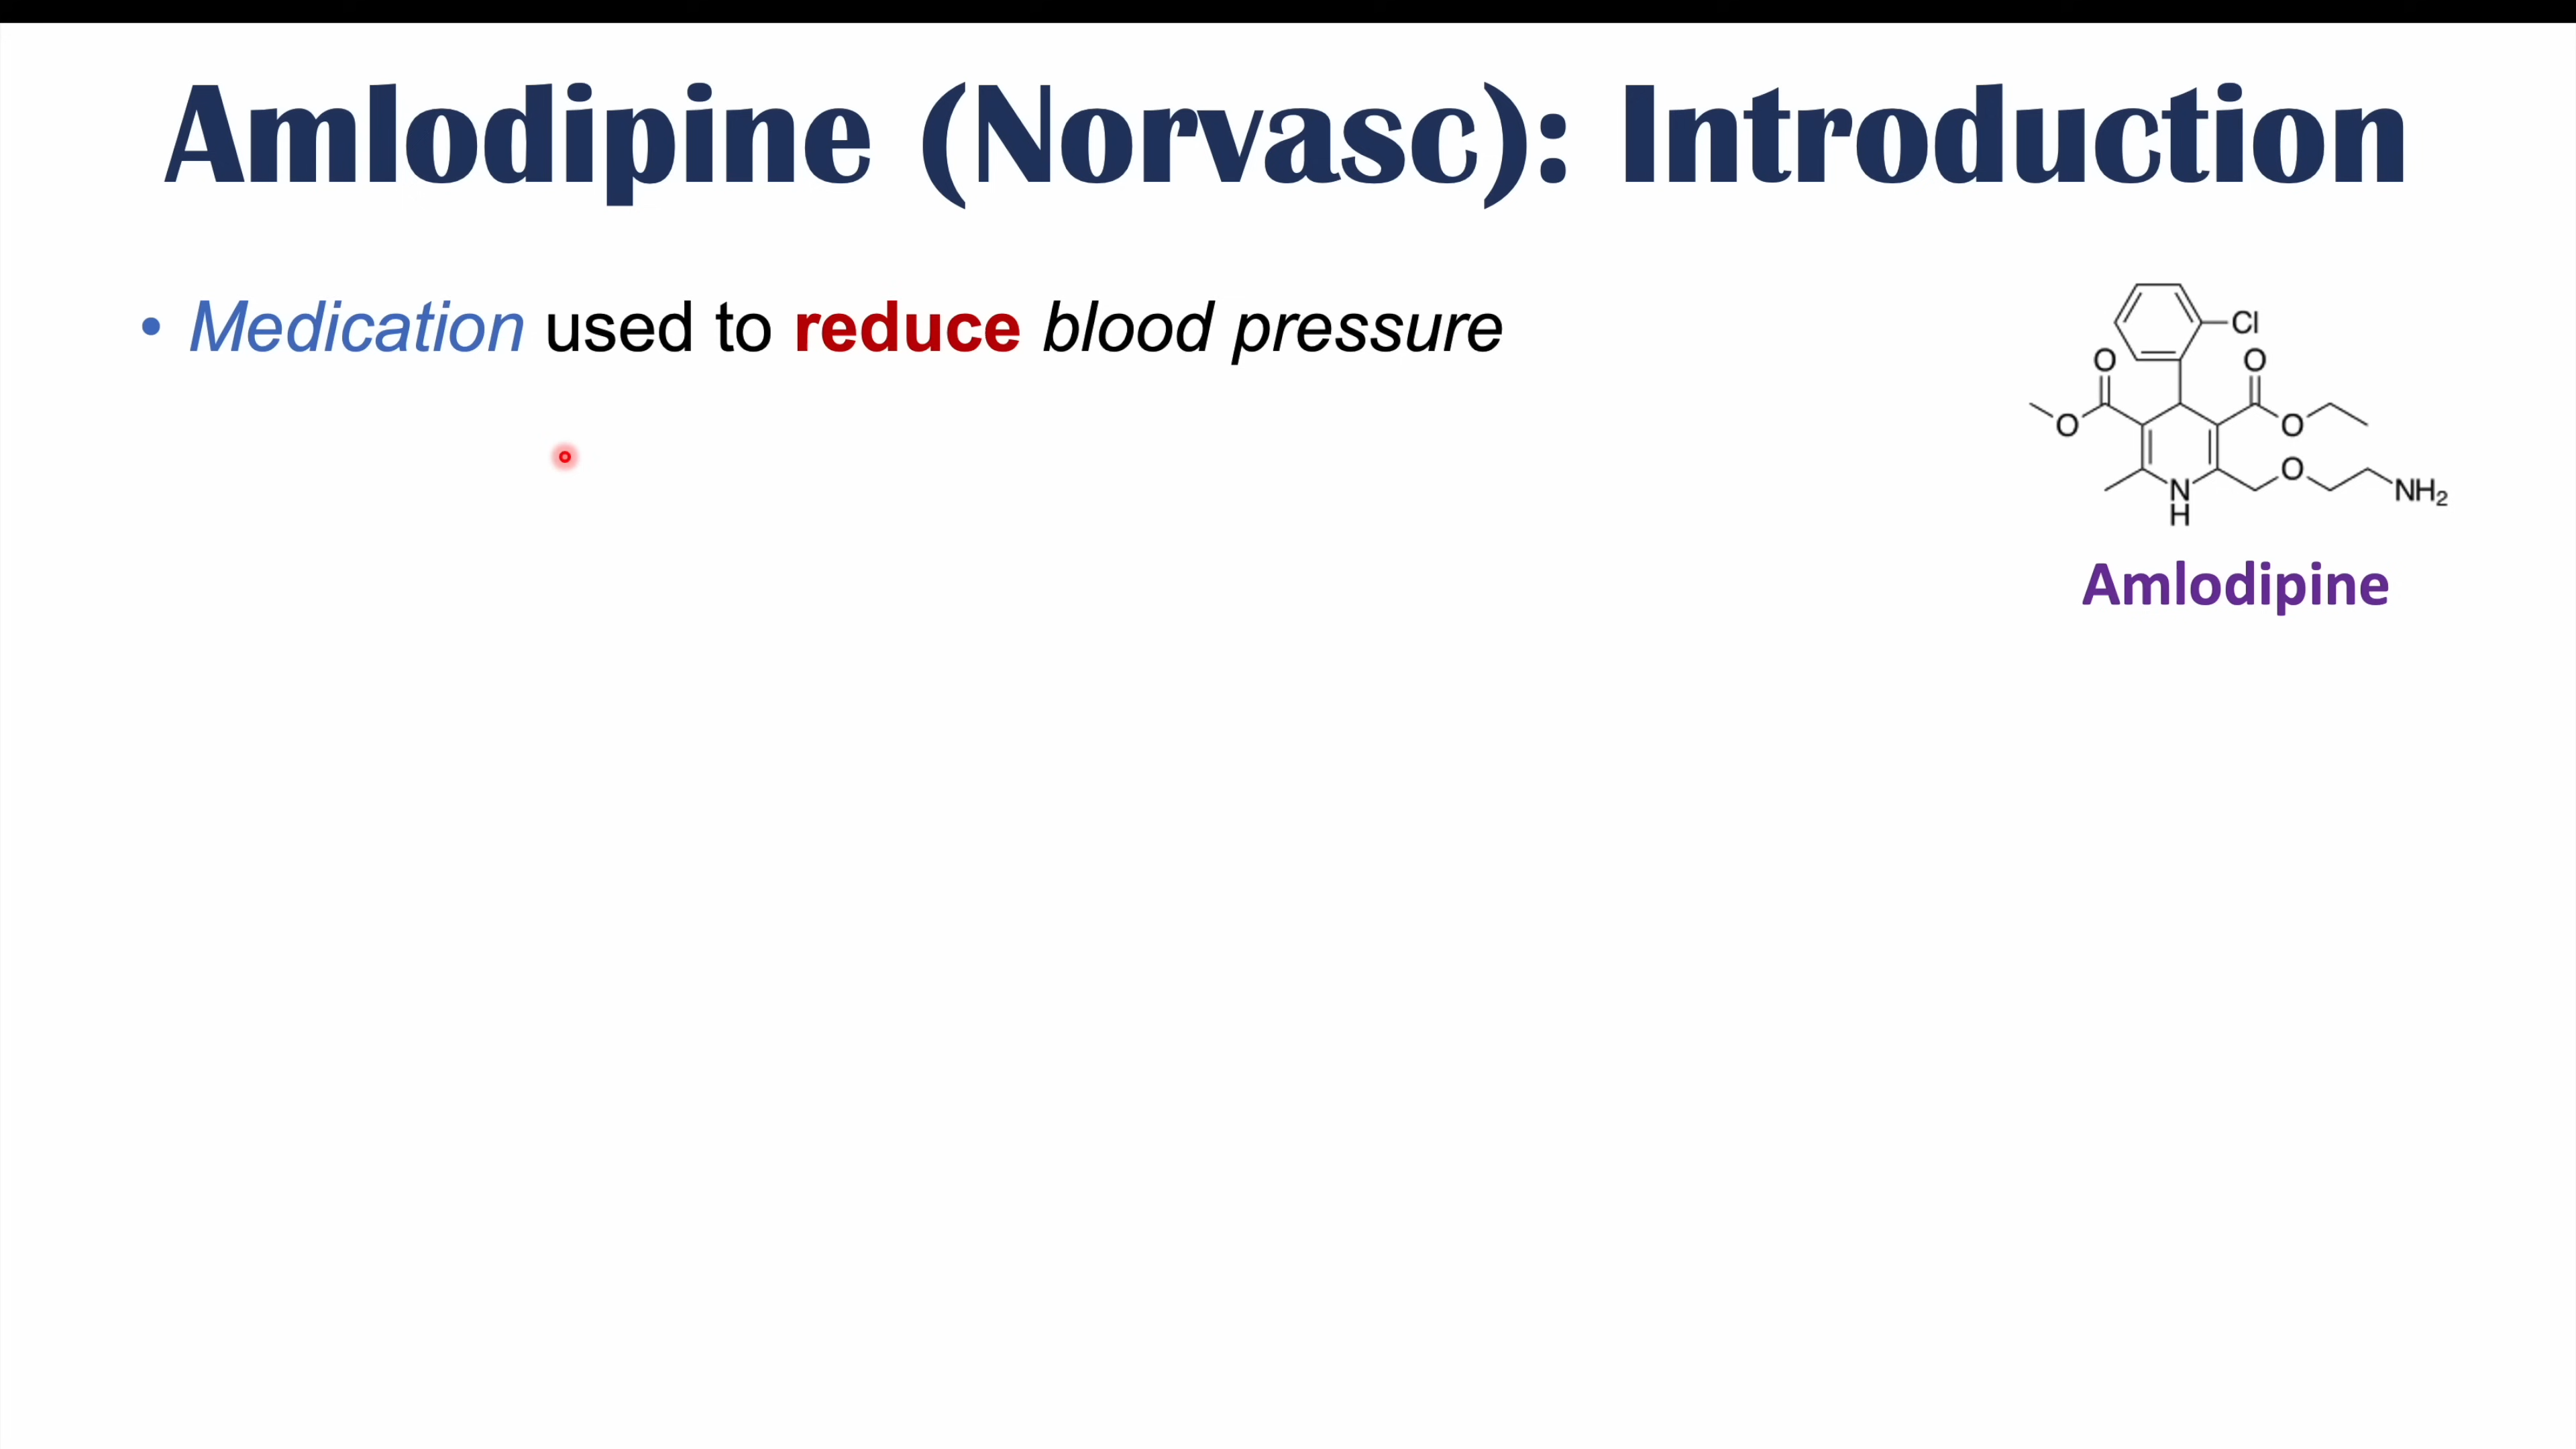 Amlodipine (Norvasc): Introduction
• Medication used to reduce blood pressure
Cl
O O
O O
O
N
H
NH2
Amlodipine